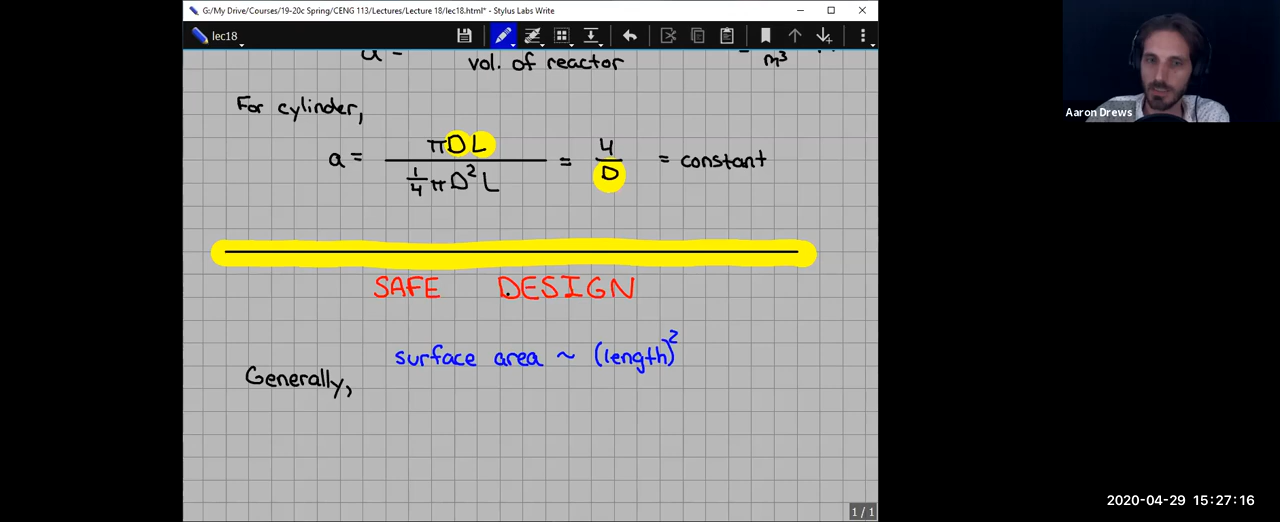 G:/My Drive/Courses/19-20c Spring/CENG 113/Lectures/Lecture 18/lec18.html* - Stylus Labs Write
lec18
a =
vol. of reactor
= m³
For cylinder,
a = πDL / ¼πD²L = 4 / D = constant
SAFE DESIGN
surface area ~ (length)²
Generally,
1 / 1
Aaron Drews
2020-04-29 15:27:16